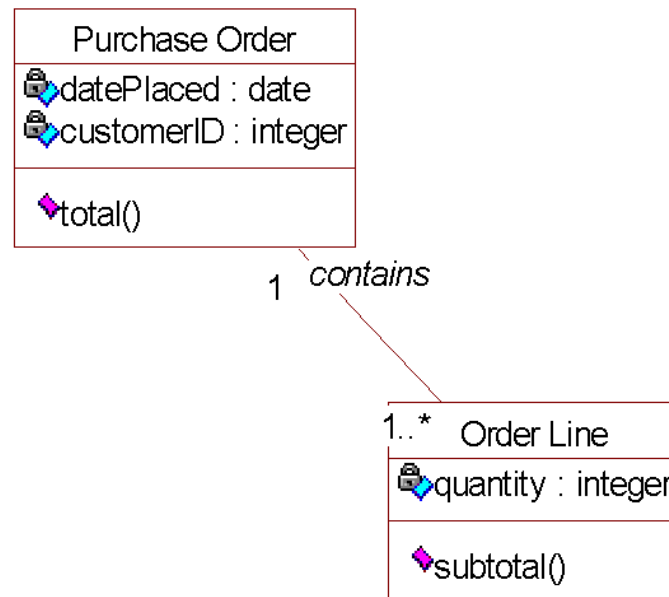 Purchase Order
datePlaced : date
customerID : integer
total()
1 contains
1..* Order Line
quantity : integer
subtotal()